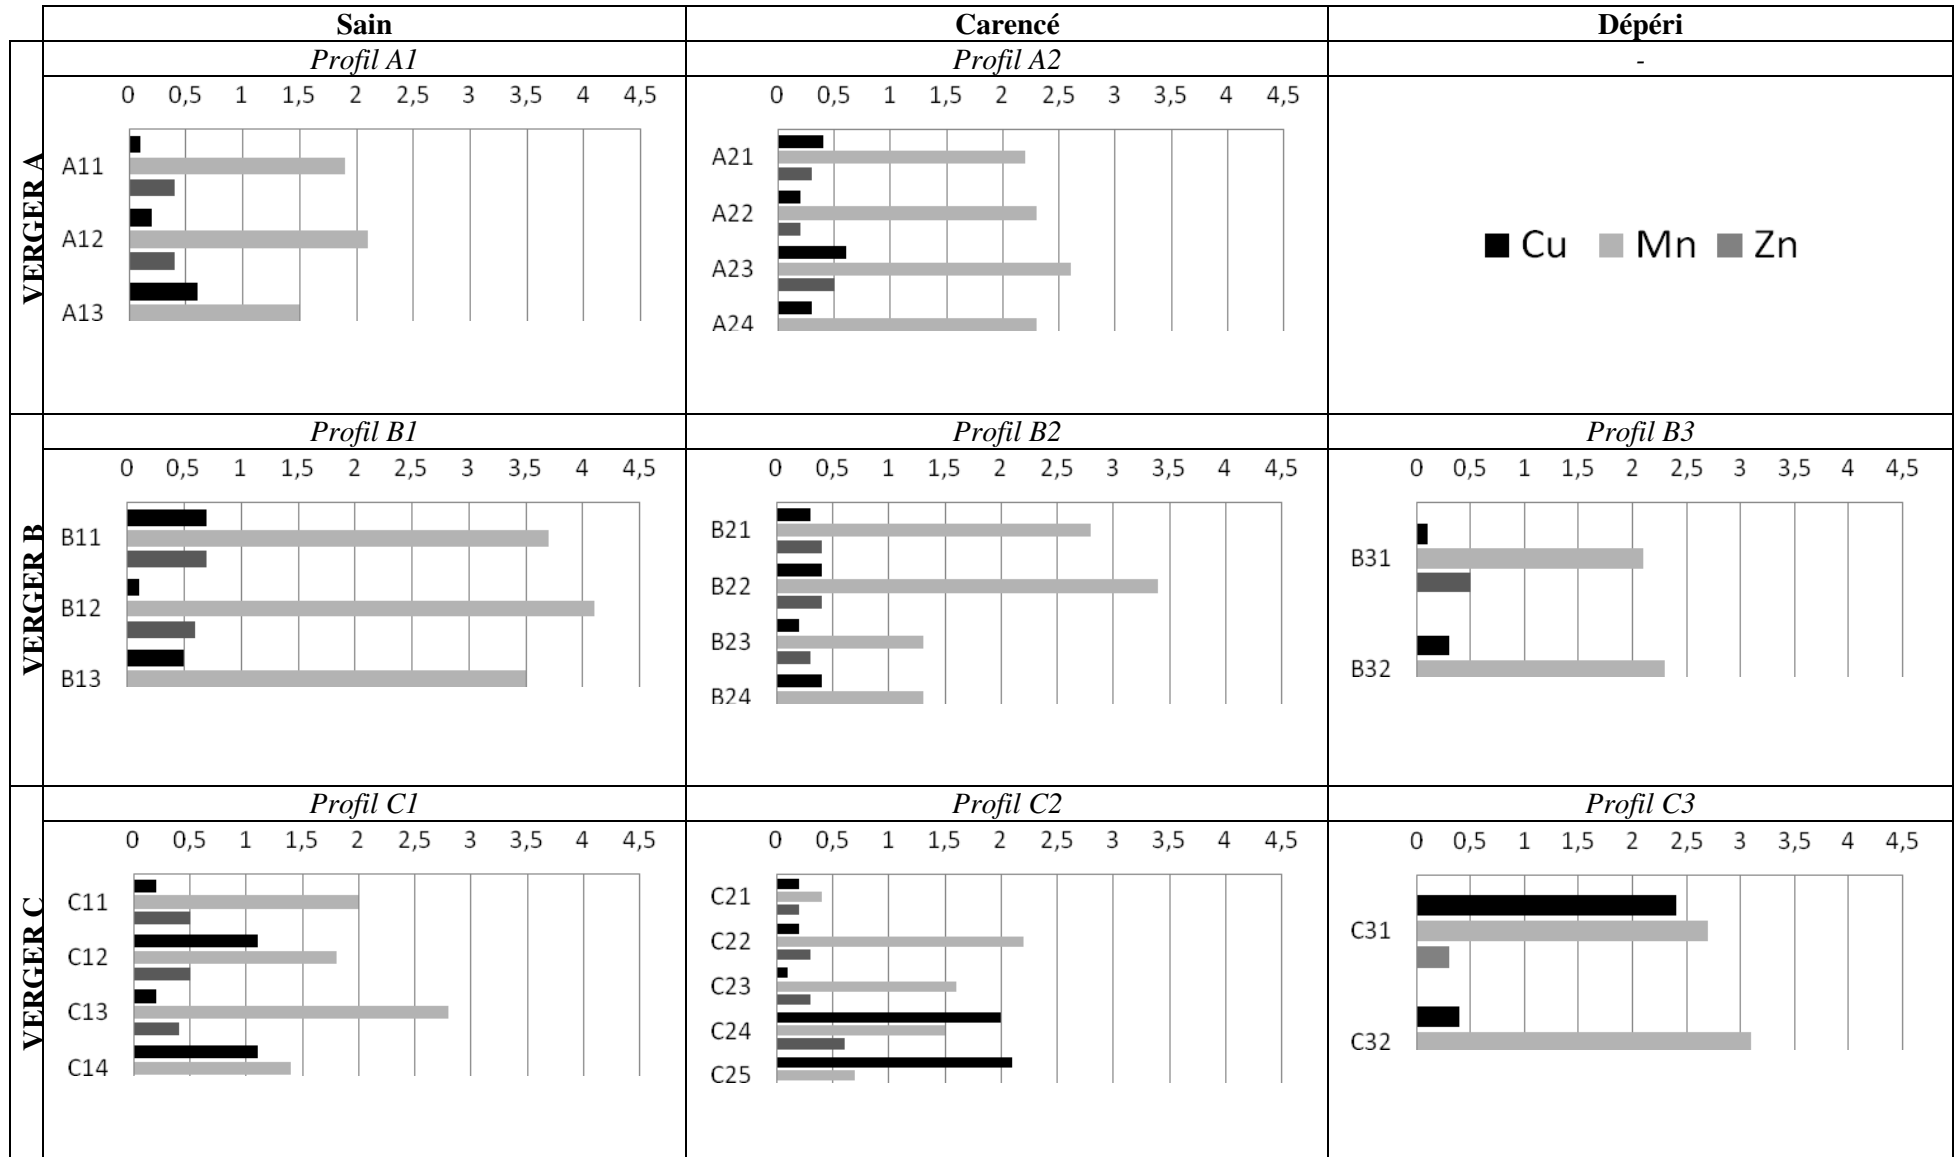 Sain Carencé Dépéri
VERGER A
Profil A1 Profil A2 -
0 0,5 1 1,5 2 2,5 3 3,5 4 4,5
A11
A12
A13
0 0,5 1 1,5 2 2,5 3 3,5 4 4,5
A21
A22
A23
A24
Cu Mn Zn
VERGER B
Profil B1 Profil B2 Profil B3
0 0,5 1 1,5 2 2,5 3 3,5 4 4,5
B11
B12
B13
0 0,5 1 1,5 2 2,5 3 3,5 4 4,5
B21
B22
B23
B24
0 0,5 1 1,5 2 2,5 3 3,5 4 4,5
B31
B32
VERGER C
Profil C1 Profil C2 Profil C3
0 0,5 1 1,5 2 2,5 3 3,5 4 4,5
C11
C12
C13
C14
0 0,5 1 1,5 2 2,5 3 3,5 4 4,5
C21
C22
C23
C24
C25
0 0,5 1 1,5 2 2,5 3 3,5 4 4,5
C31
C32